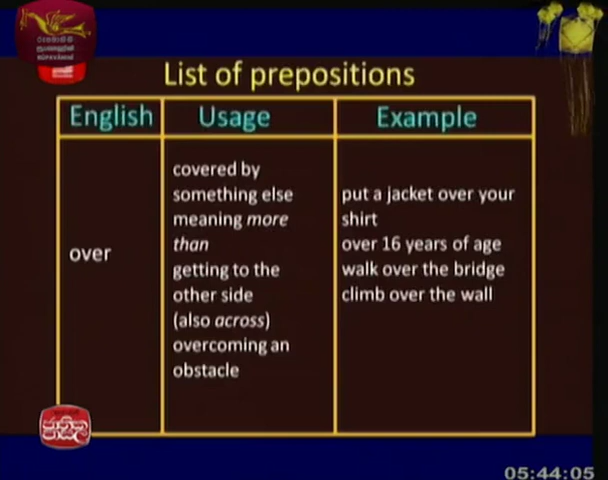 List of prepositions
English
Usage
Example
over
covered by
something else
meaning more
than
getting to the
other side
(also across)
overcoming an
obstacle
put a jacket over your
shirt
over 16 years of age
walk over the bridge
climb over the wall
05:44:05